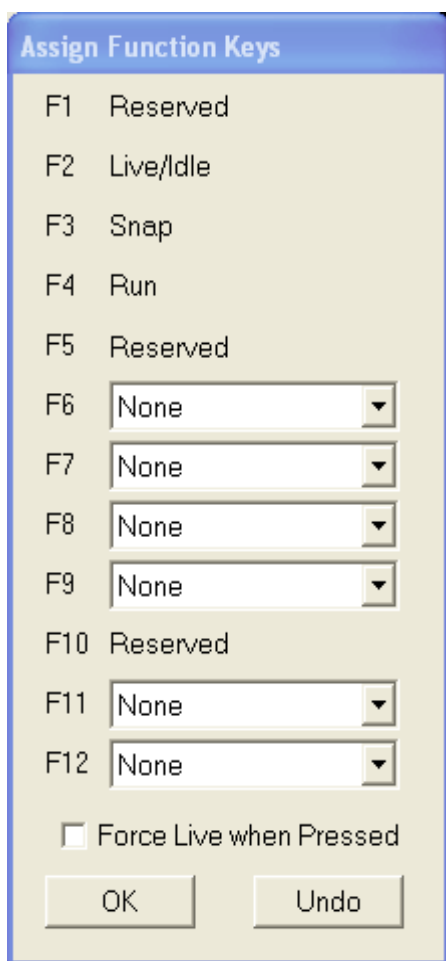 Assign Function Keys
F1 Reserved
F2 Live/Idle
F3 Snap
F4 Run
F5 Reserved
F6 None
F7 None
F8 None
F9 None
F10 Reserved
F11 None
F12 None
Force Live when Pressed
OK Undo